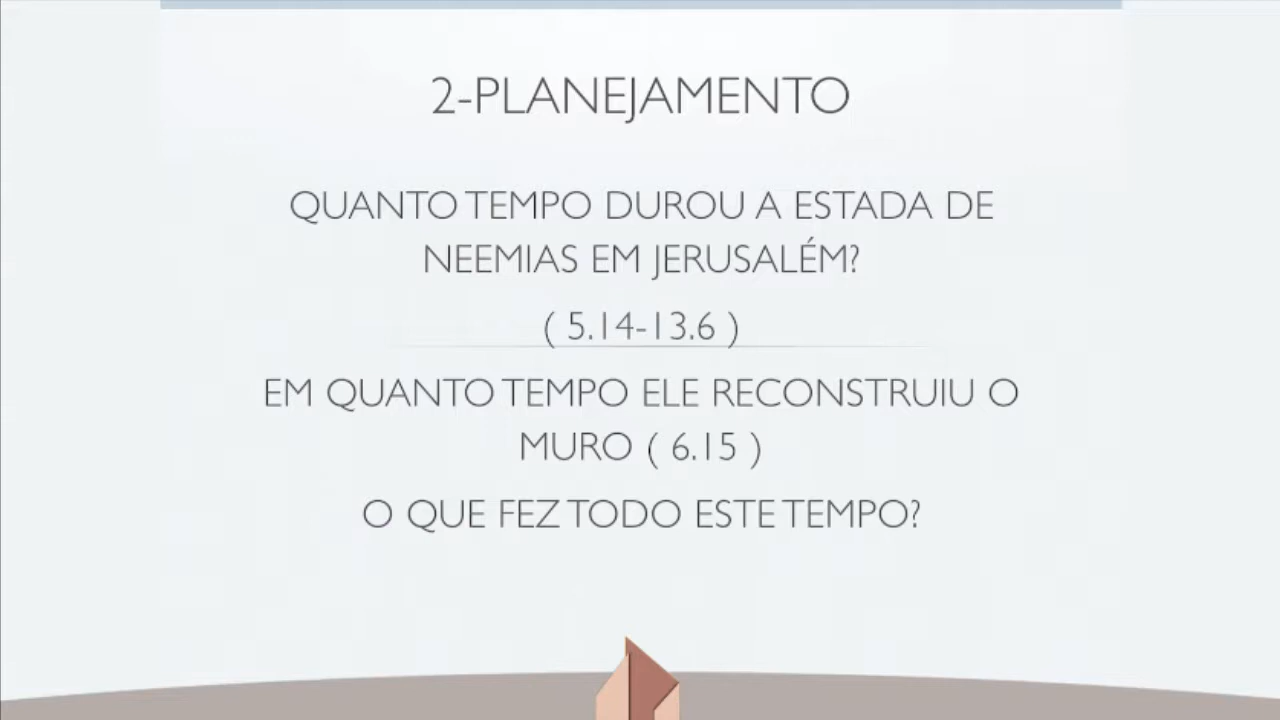 2-PLANEJAMENTO
QUANTO TEMPO DUROU A ESTADA DE
NEEMIAS EM JERUSALÉM?
( 5.14-13.6 )
EM QUANTO TEMPO ELE RECONSTRUIU O
MURO ( 6.15 )
O QUE FEZ TODO ESTE TEMPO?